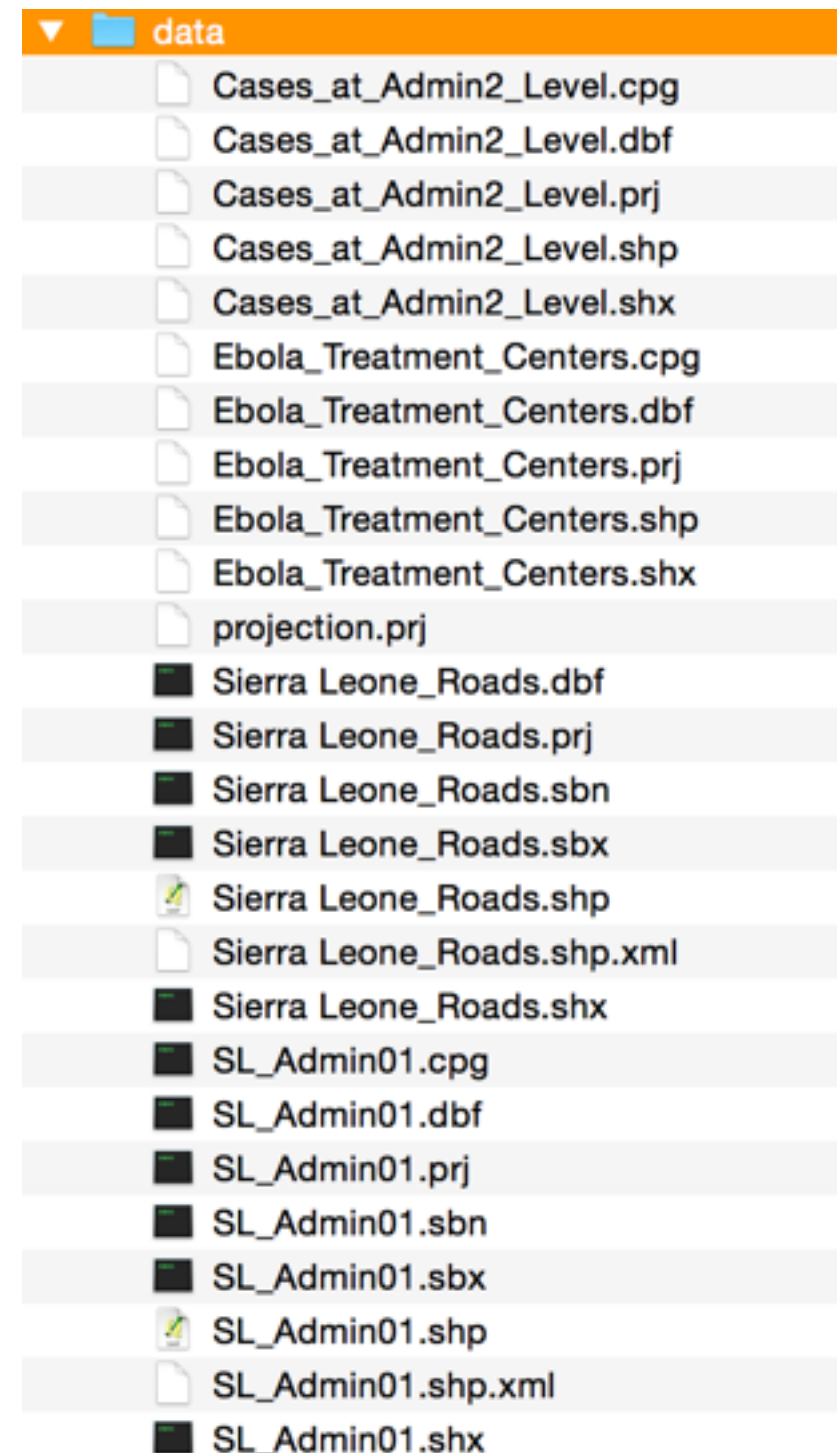 data
Cases_at_Admin2_Level.cpg
Cases_at_Admin2_Level.dbf
Cases_at_Admin2_Level.prj
Cases_at_Admin2_Level.shp
Cases_at_Admin2_Level.shx
Ebola_Treatment_Centers.cpg
Ebola_Treatment_Centers.dbf
Ebola_Treatment_Centers.prj
Ebola_Treatment_Centers.shp
Ebola_Treatment_Centers.shx
projection.prj
Sierra Leone_Roads.dbf
Sierra Leone_Roads.prj
Sierra Leone_Roads.sbn
Sierra Leone_Roads.sbx
Sierra Leone_Roads.shp
Sierra Leone_Roads.shp.xml
Sierra Leone_Roads.shx
SL_Admin01.cpg
SL_Admin01.dbf
SL_Admin01.prj
SL_Admin01.sbn
SL_Admin01.sbx
SL_Admin01.shp
SL_Admin01.shp.xml
SL_Admin01.shx